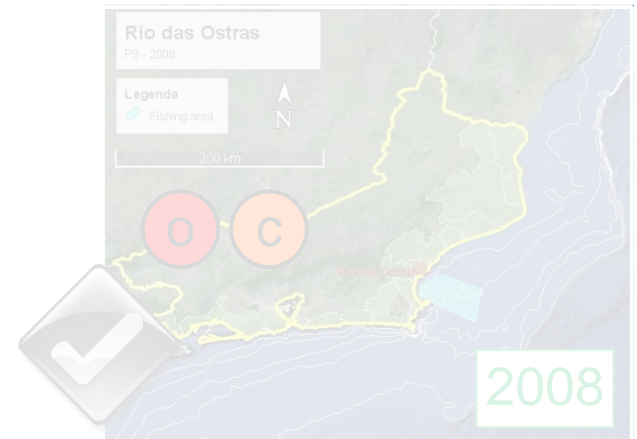 Rio das Ostras
P3 - 2008
Legenda
Fishing area
N
200 km
O C
2008